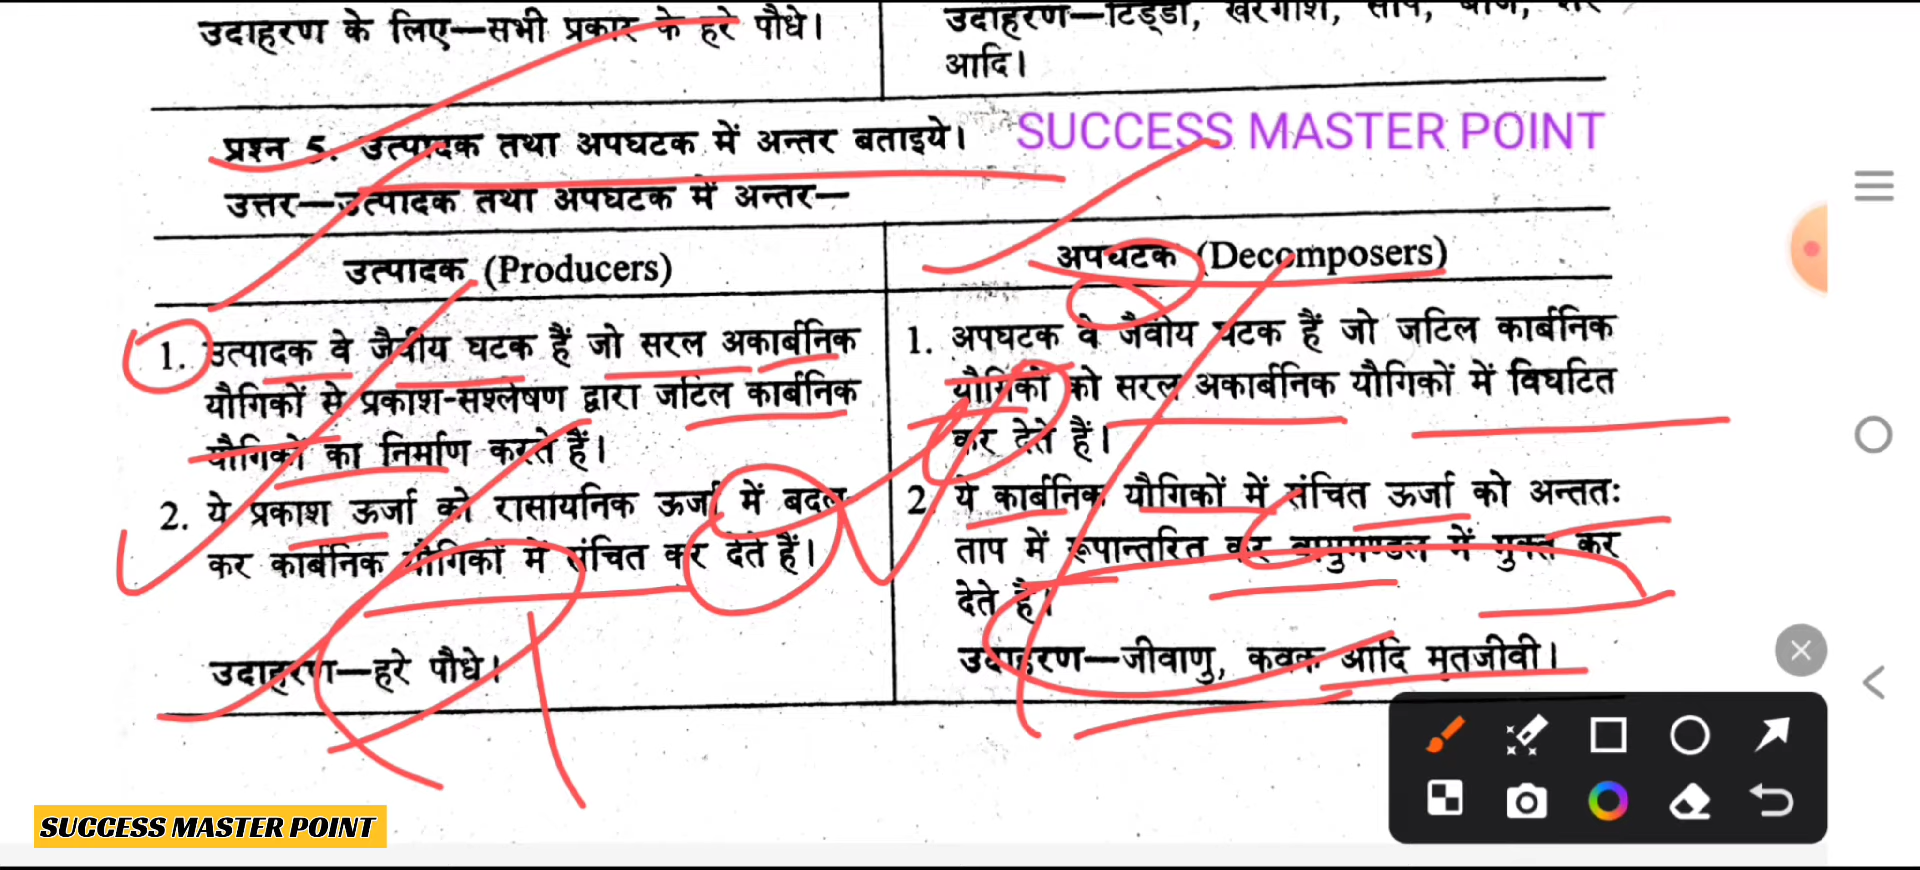 उदाहरण के लिए—सभी प्रकार के हरे पौधे।
उदाहरण—टिड्डा, खरगोश,
आदि।
प्रश्न 5. उत्पादक तथा अपघटक में अन्तर बताइये।
SUCCESS MASTER POINT
उत्तर—उत्पादक तथा अपघटक में अन्तर—
उत्पादक (Producers)
1. उत्पादक वे जैवीय घटक हैं जो सरल अकार्बनिक
यौगिकों से प्रकाश-संश्लेषण द्वारा जटिल कार्बनिक
यौगिकों का निर्माण करते हैं।
2. ये प्रकाश ऊर्जा को रासायनिक ऊर्जा में बदल
कर कार्बनिक यौगिकों में संचित कर देते हैं।
उदाहरण—हरे पौधे।
अपघटक (Decomposers)
1. अपघटक वे जैवीय घटक हैं जो जटिल कार्बनिक
यौगिकों को सरल अकार्बनिक यौगिकों में विघटित
कर देते हैं।
2. ये कार्बनिक यौगिकों में संचित ऊर्जा को अन्ततः
ताप में रूपान्तरित कर वायुमण्डल में मुक्त कर
देते हैं।
उदाहरण—जीवाणु, कवक आदि मृतजीवी।
SUCCESS MASTER POINT